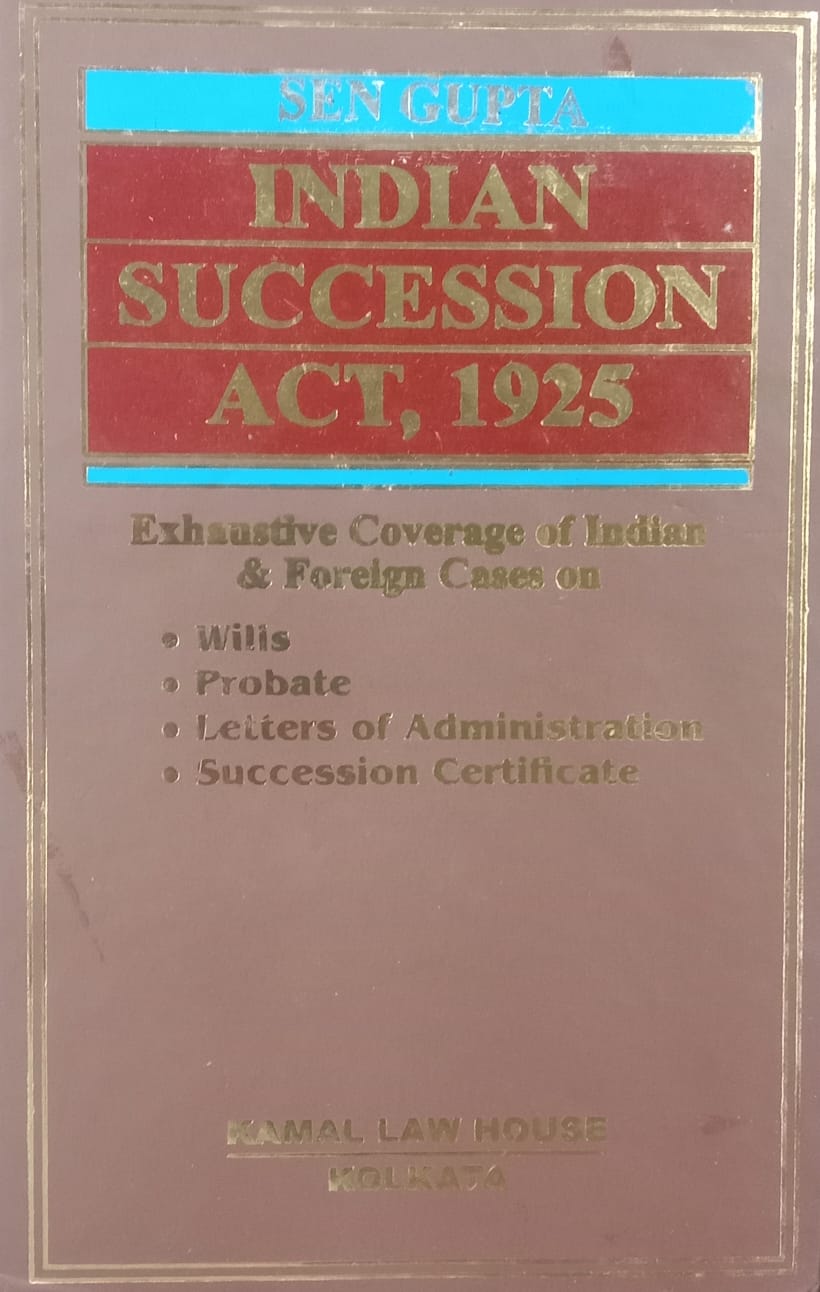 SEN GUPTA
INDIAN
SUCCESSION
ACT, 1925
Exhaustive Coverage of Indian
& Foreign Cases on
• Wills
• Probate
• Letters of Administration
• Succession Certificate
KAMAL LAW HOUSE
KOLKATA